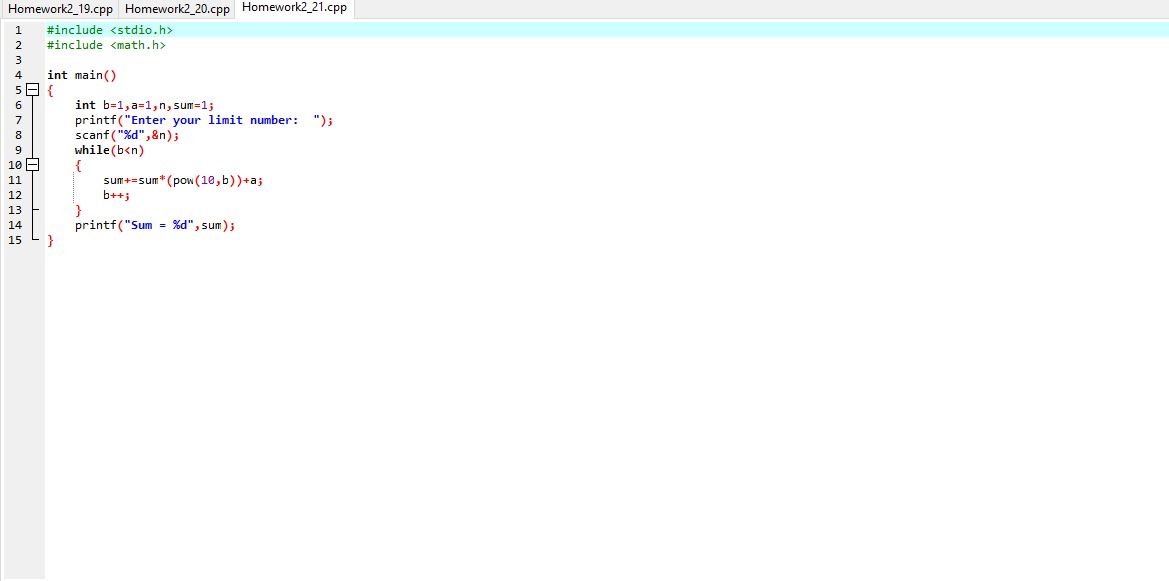 Homework2_19.cpp Homework2_20.cpp Homework2_21.cpp
1 #include <stdio.h>
2 #include <math.h>
3
4 int main()
5 {
6 int b=1,a=1,n,sum=1;
7 printf("Enter your limit number:  ");
8 scanf("%d",&n);
9 while(b<n)
10 {
11 sum+=sum*(pow(10,b))+a;
12 b++;
13 }
14 printf("Sum = %d",sum);
15 }